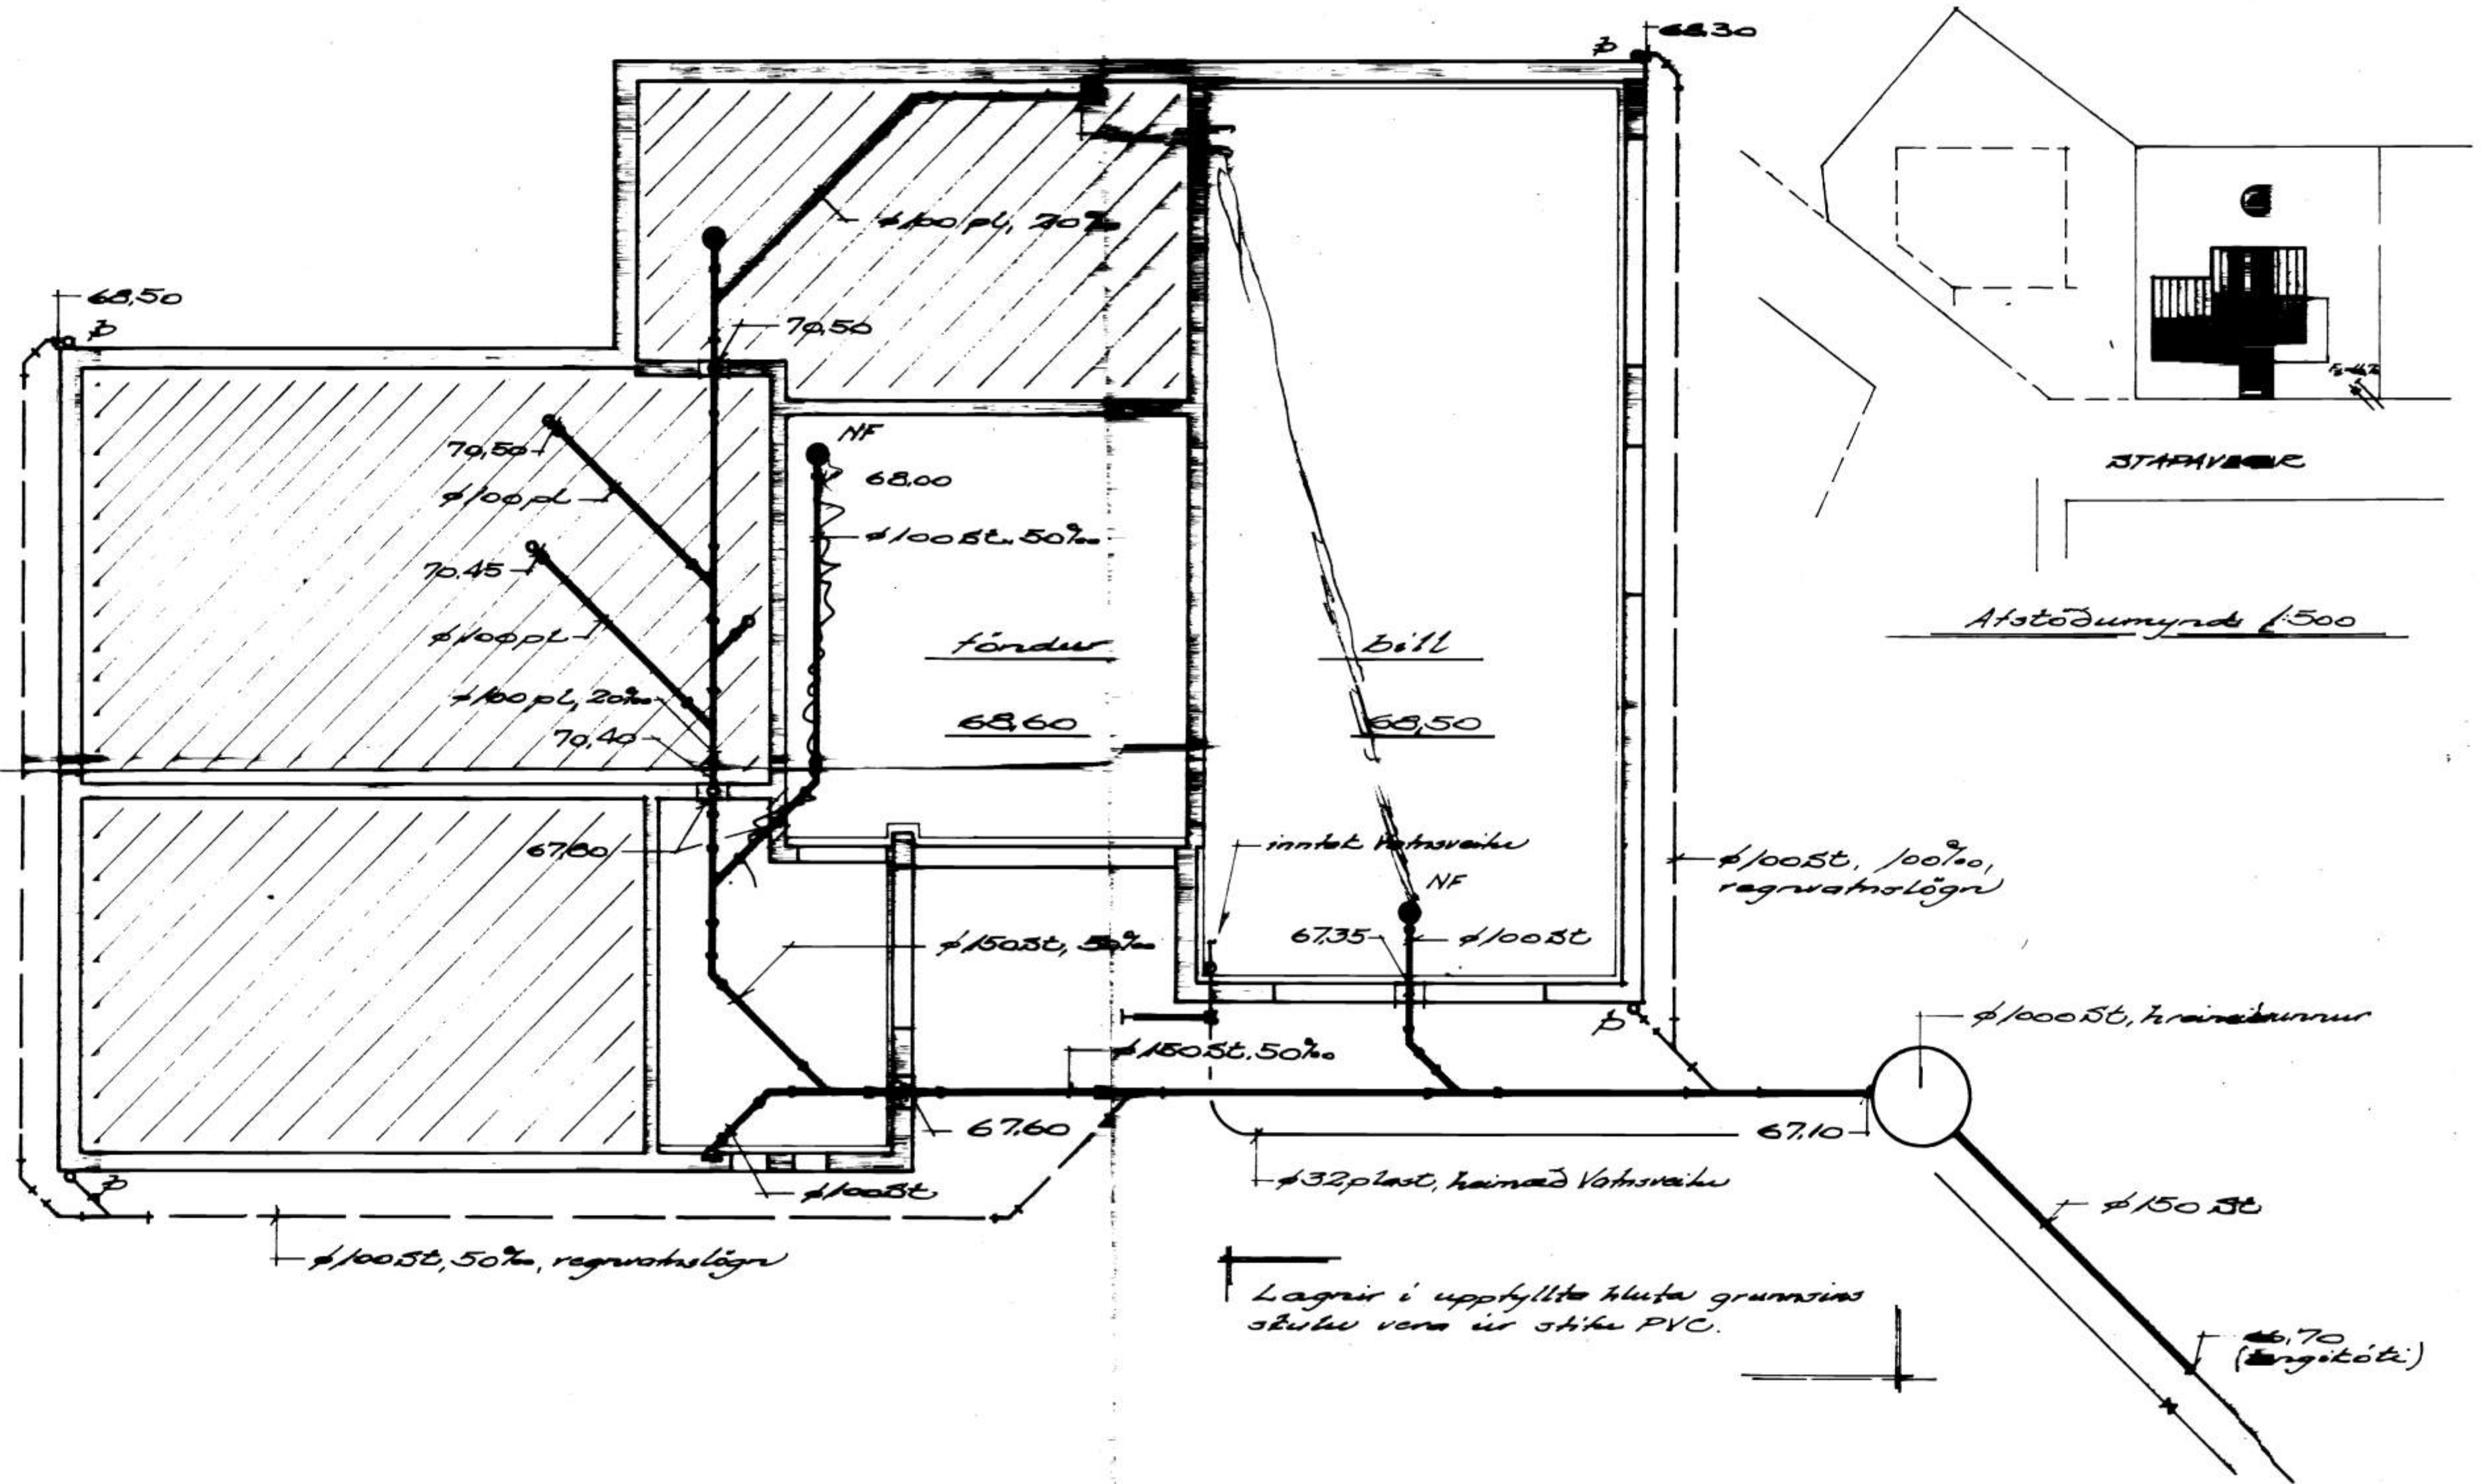 68,30
þ
ø100 pl, 20‰
68,50
þ
70,50
NF
70,50
68,00
ø100 pl
ø100 St. 50‰
STAPAVEGUR
70,45
ø100 pl
Afstöðumynd 1:500
föndur
bíll
ø100 pl, 20‰
68,60
68,50
70,40
67,80
inntak Vatnsveitu
ø100 St, 100‰,
regnvatnslögn
NF
ø150 St, 50‰
67,35
ø100 St
ø1000 St, hreinsibrunnur
þ
ø150 St. 50‰
67,60
67,10
þ
ø100 St
ø32 plast, heimæð Vatnsveitu
ø150 St
ø100 St, 50‰, regnvatnslögn
Lagnir í uppfyllta hluta grunnsins
skulu vera úr stífu PVC.
66,70
(tengikóti)